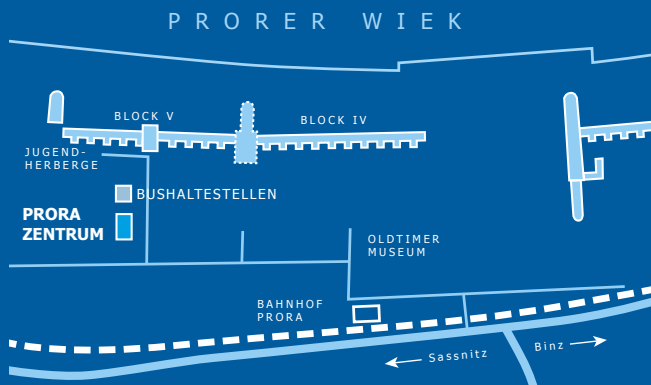 PRORER WIEK
BLOCK V
BLOCK IV
JUGEND-
HERBERGE
BUSHALTESTELLEN
PRORA
ZENTRUM
OLDTIMER
MUSEUM
BAHNHOF
PRORA
Sassnitz
Binz